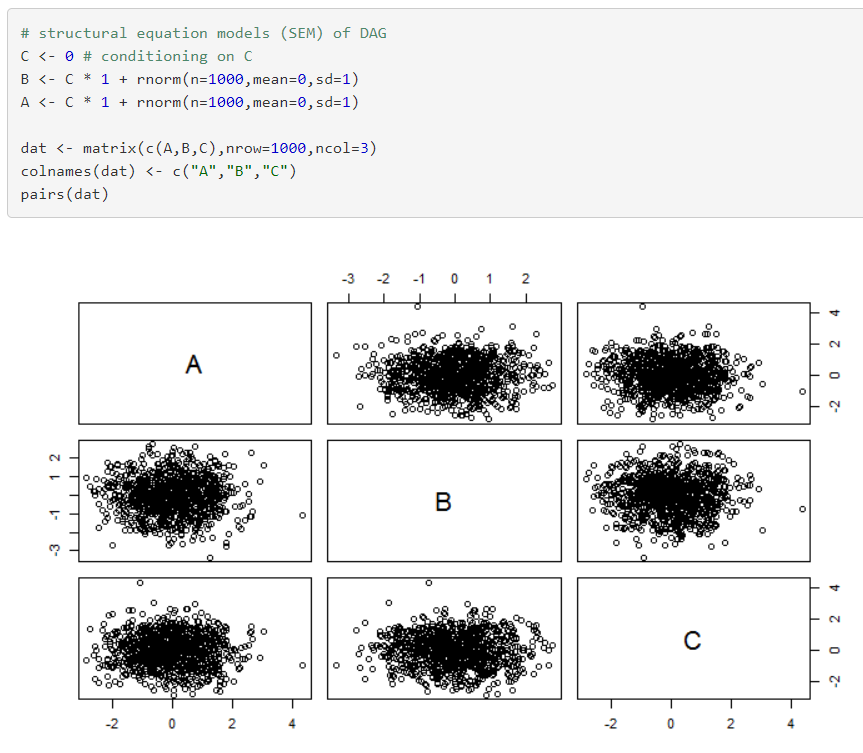 # structural equation models (SEM) of DAG
C <- 0 # conditioning on C
B <- C * 1 + rnorm(n=1000,mean=0,sd=1)
A <- C * 1 + rnorm(n=1000,mean=0,sd=1)
dat <- matrix(c(A,B,C),nrow=1000,ncol=3)
colnames(dat) <- c("A","B","C")
pairs(dat)
-3 -2 -1 0 1 2
A
4
2
0
-2
2
1
-1
-3
B
C
4
2
0
-2
-2 0 2 4
-2 0 2 4